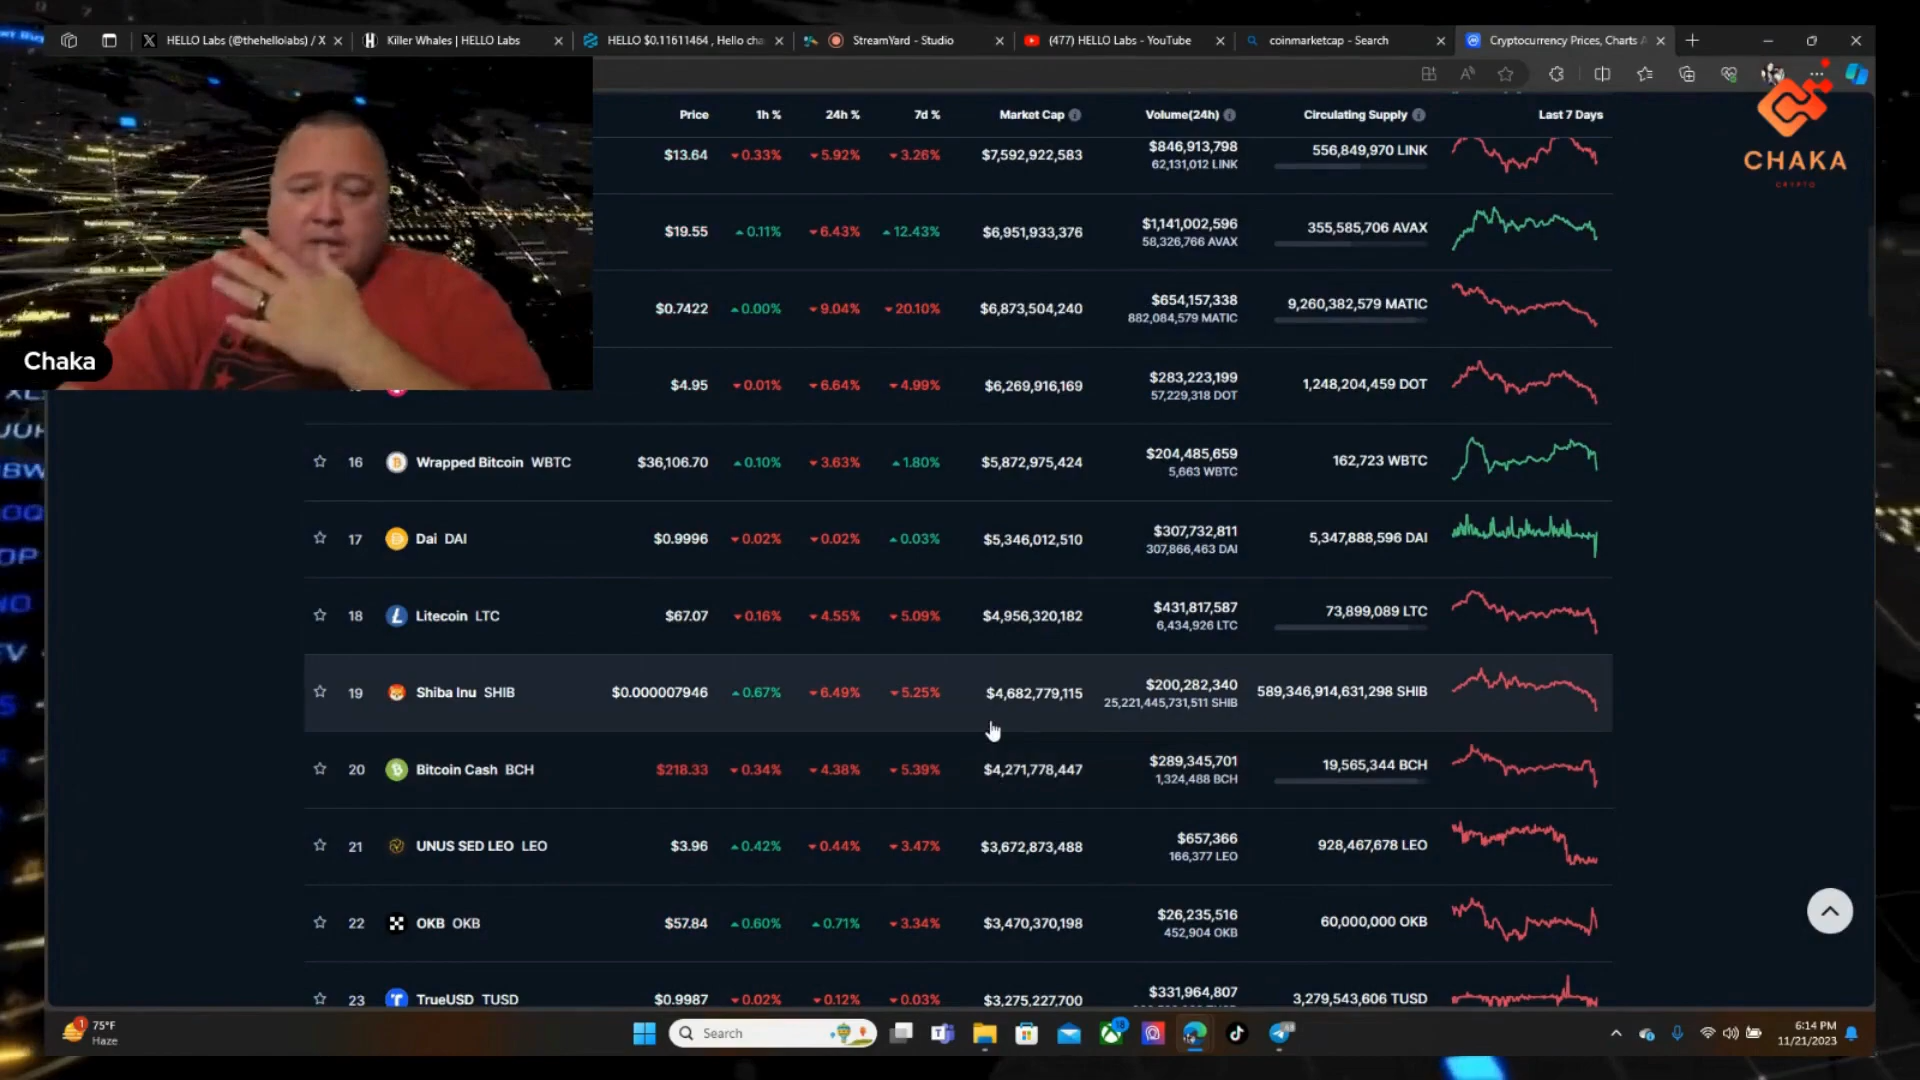 HELLO Labs (@thehellolabs) / X
Killer Whales | HELLO Labs
HELLO $0.11611464 , Hello cha
StreamYard - Studio
(477) HELLO Labs - YouTube
coinmarketcap - Search
Cryptocurrency Prices, Charts A
Price 1h % 24h % 7d % Market Cap Volume(24h) Circulating Supply Last 7 Days
CHAKA
CRYPTO
$13.64 0.33% 5.92% 3.26% $7,592,922,583 $846,913,798 556,849,970 LINK
62,131,012 LINK
$19.55 0.11% 6.43% 12.43% $6,951,933,376 $1,141,002,596 355,585,706 AVAX
58,326,766 AVAX
$0.7422 0.00% 9.04% 20.10% $6,873,504,240 $654,157,338 9,260,382,579 MATIC
882,084,579 MATIC
Chaka
$4.95 0.01% 6.64% 4.99% $6,269,916,169 $283,223,199 1,248,204,459 DOT
57,229,318 DOT
16 Wrapped Bitcoin WBTC $36,106.70 0.10% 3.63% 1.80% $5,872,975,424 $204,485,659 162,723 WBTC
5,663 WBTC
17 Dai DAI $0.9996 0.02% 0.02% 0.03% $5,346,012,510 $307,732,811 5,347,888,596 DAI
307,866,463 DAI
18 Litecoin LTC $67.07 0.16% 4.55% 5.09% $4,956,320,182 $431,817,587 73,899,089 LTC
6,434,926 LTC
19 Shiba Inu SHIB $0.000007946 0.67% 6.49% 5.25% $4,682,779,115 $200,282,340 589,346,914,631,298 SHIB
25,221,445,731,511 SHIB
20 Bitcoin Cash BCH $218.33 0.34% 4.38% 5.39% $4,271,778,447 $289,345,701 19,565,344 BCH
1,324,488 BCH
21 UNUS SED LEO LEO $3.96 0.42% 0.44% 3.47% $3,672,873,488 $657,366 928,467,678 LEO
166,377 LEO
22 OKB OKB $57.84 0.60% 0.71% 3.34% $3,470,370,198 $26,235,516 60,000,000 OKB
452,904 OKB
23 TrueUSD TUSD $0.9987 0.02% 0.12% 0.03% $3,275,227,700 $331,964,807 3,279,543,606 TUSD
75°F
Haze
Search
6:14 PM
11/21/2023